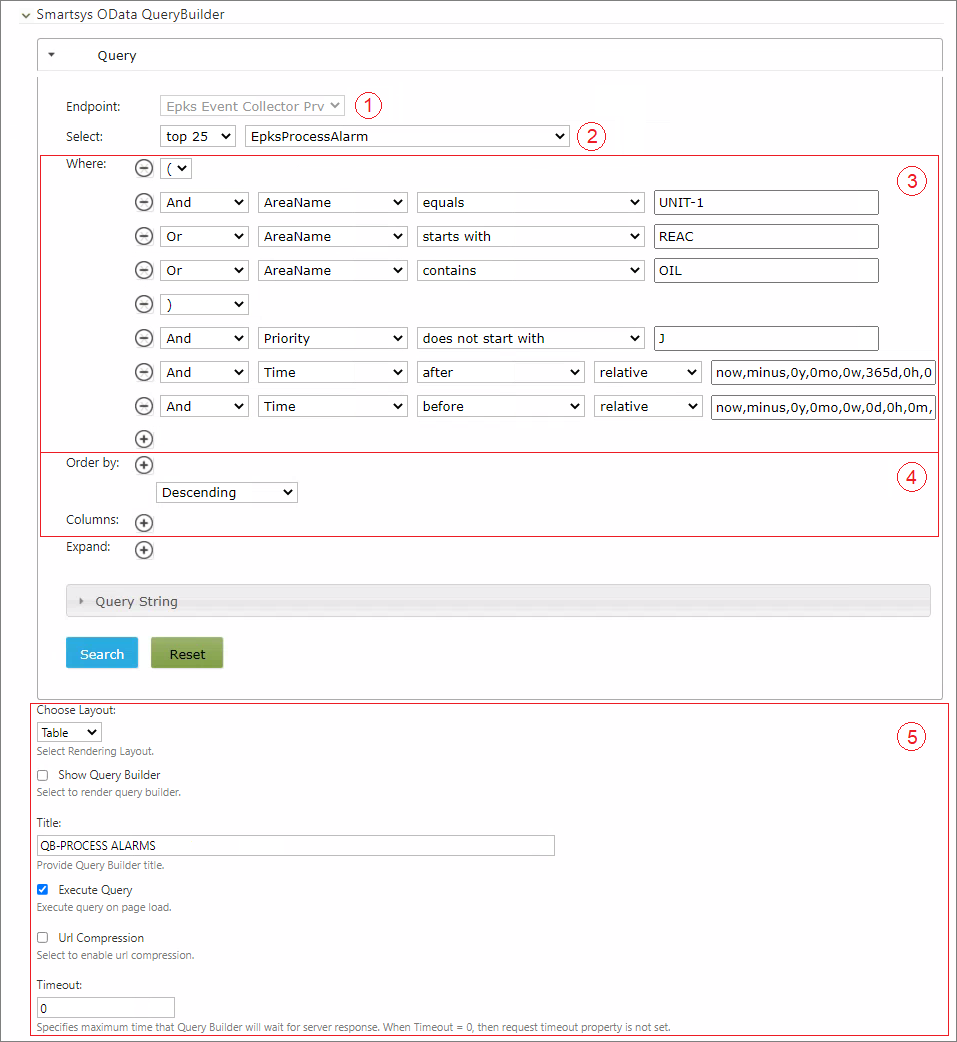 Smartsys OData QueryBuilder
Query
Endpoint: Epks Event Collector Prv 1
Select: top 25 EpksProcessAlarm 2
Where: (
3
And AreaName equals UNIT-1
Or AreaName starts with REAC
Or AreaName contains OIL
)
And Priority does not start with J
And Time after relative now,minus,0y,0mo,0w,365d,0h,0
And Time before relative now,minus,0y,0mo,0w,0d,0h,0m,
Order by:
4
Descending
Columns:
Expand:
Query String
Search Reset
Choose Layout:
Table 5
Select Rendering Layout.
Show Query Builder
Select to render query builder.
Title:
QB-PROCESS ALARMS
Provide Query Builder title.
Execute Query
Execute query on page load.
Url Compression
Select to enable url compression.
Timeout:
0
Specifies maximum time that Query Builder will wait for server response. When Timeout = 0, then request timeout property is not set.